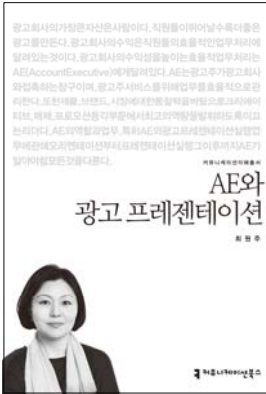 광고회사의가장큰자산은사람이다.직원들이뛰어날수록더좋은
광고를만든다.광고회사의수익은직원들의효율적인업무처리에
달려있는것이다.광고회사의수익성을높이는효율적업무처리는
AE(AccountExecutive)에게달려있다.AE는광고주가광고회사
와접촉하는창구이며,광고주서비스를위해업무를효율적으로관
리한다.또한제품,브랜드,시장에대한통찰력을바탕으로크리에이
티브,매체,프로모션등각부문에서최고의역량을발휘하도록이끄
는리더다.AE의역할과업무,특히AE의광고프레젠테이션실행업
무에관해오리엔테이션부터프레젠테이션실행그이후까지AE가
알아야할모든것을다룬다.
커뮤니케이션이해총서
AE와
광고 프레젠테이션
최원주
커뮤니케이션북스